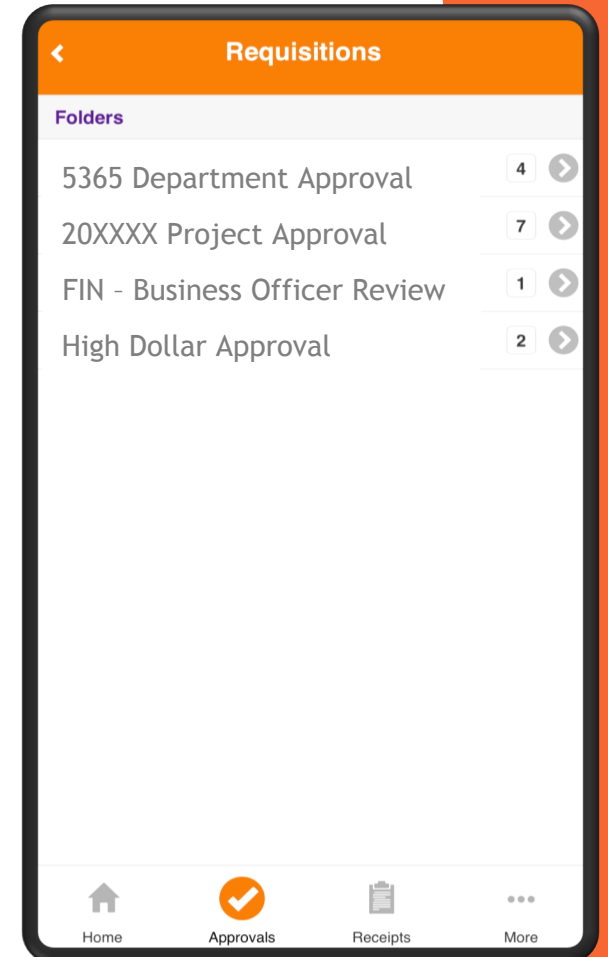 Requisitions
Folders
5365 Department Approval 4
20XXXX Project Approval 7
FIN – Business Officer Review 1
High Dollar Approval 2
Home Approvals Receipts More